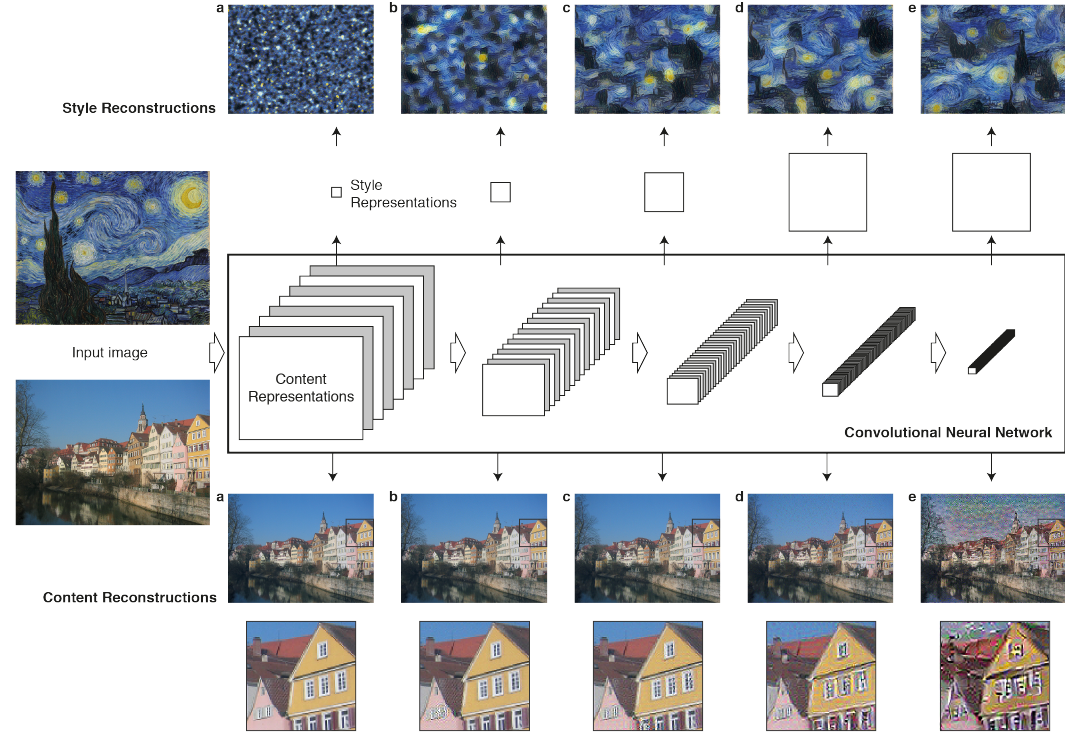 a
b
c
d
e
Style Reconstructions
Style
Representations
Input image
Content
Representations
Convolutional Neural Network
a
b
c
d
e
Content Reconstructions